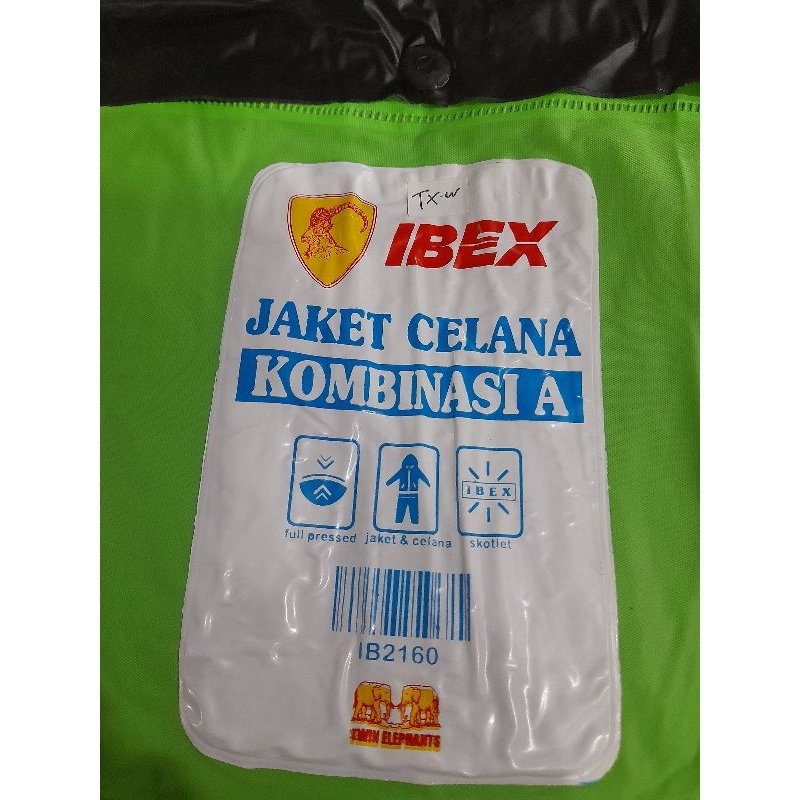 TX-W
IBEX
JAKET CELANA
KOMBINASI A
IBEX
full pressed jaket & celana skotlet
IB2160
TWIN ELEPHANTS